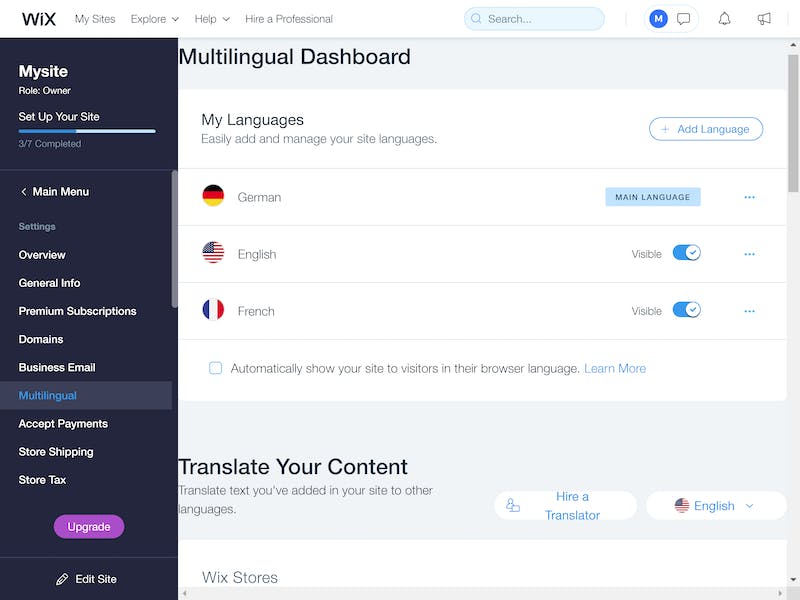 WiX My Sites Explore Help Hire a Professional Search... M
Mysite
Role: Owner
Set Up Your Site
3/7 Completed
Main Menu
Settings
Overview
General Info
Premium Subscriptions
Domains
Business Email
Multilingual
Accept Payments
Store Shipping
Store Tax
Upgrade
Edit Site
Multilingual Dashboard
My Languages
Easily add and manage your site languages.
+ Add Language
German MAIN LANGUAGE ...
English Visible ...
French Visible ...
Automatically show your site to visitors in their browser language. Learn More
Translate Your Content
Translate text you've added in your site to other
languages.
Hire a
Translator
English
Wix Stores